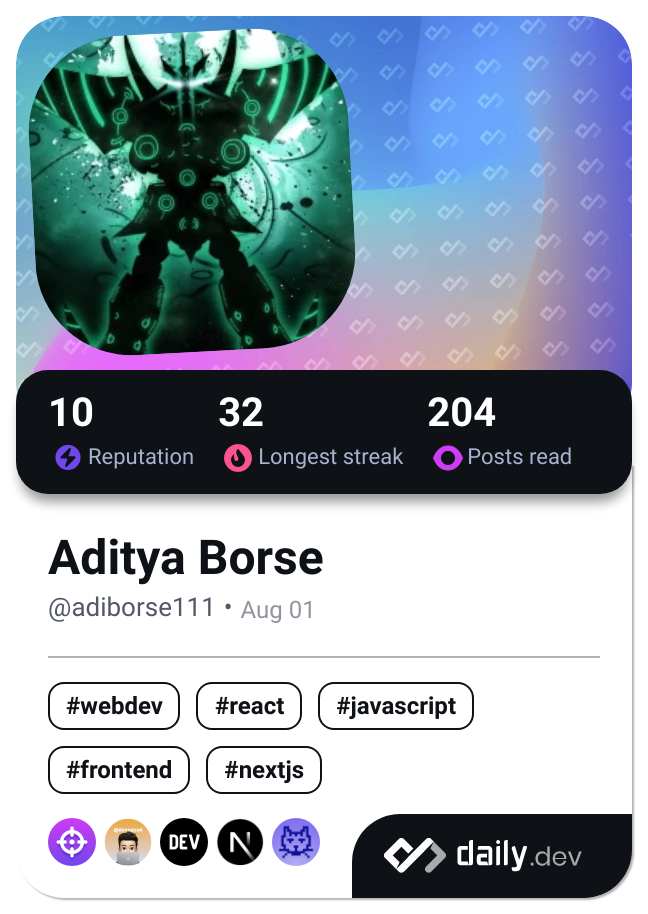 10 32 204
Reputation Longest streak Posts read
Aditya Borse
@adiborse111 • Aug 01
#webdev #react #javascript
#frontend #nextjs
DEV N
daily.dev